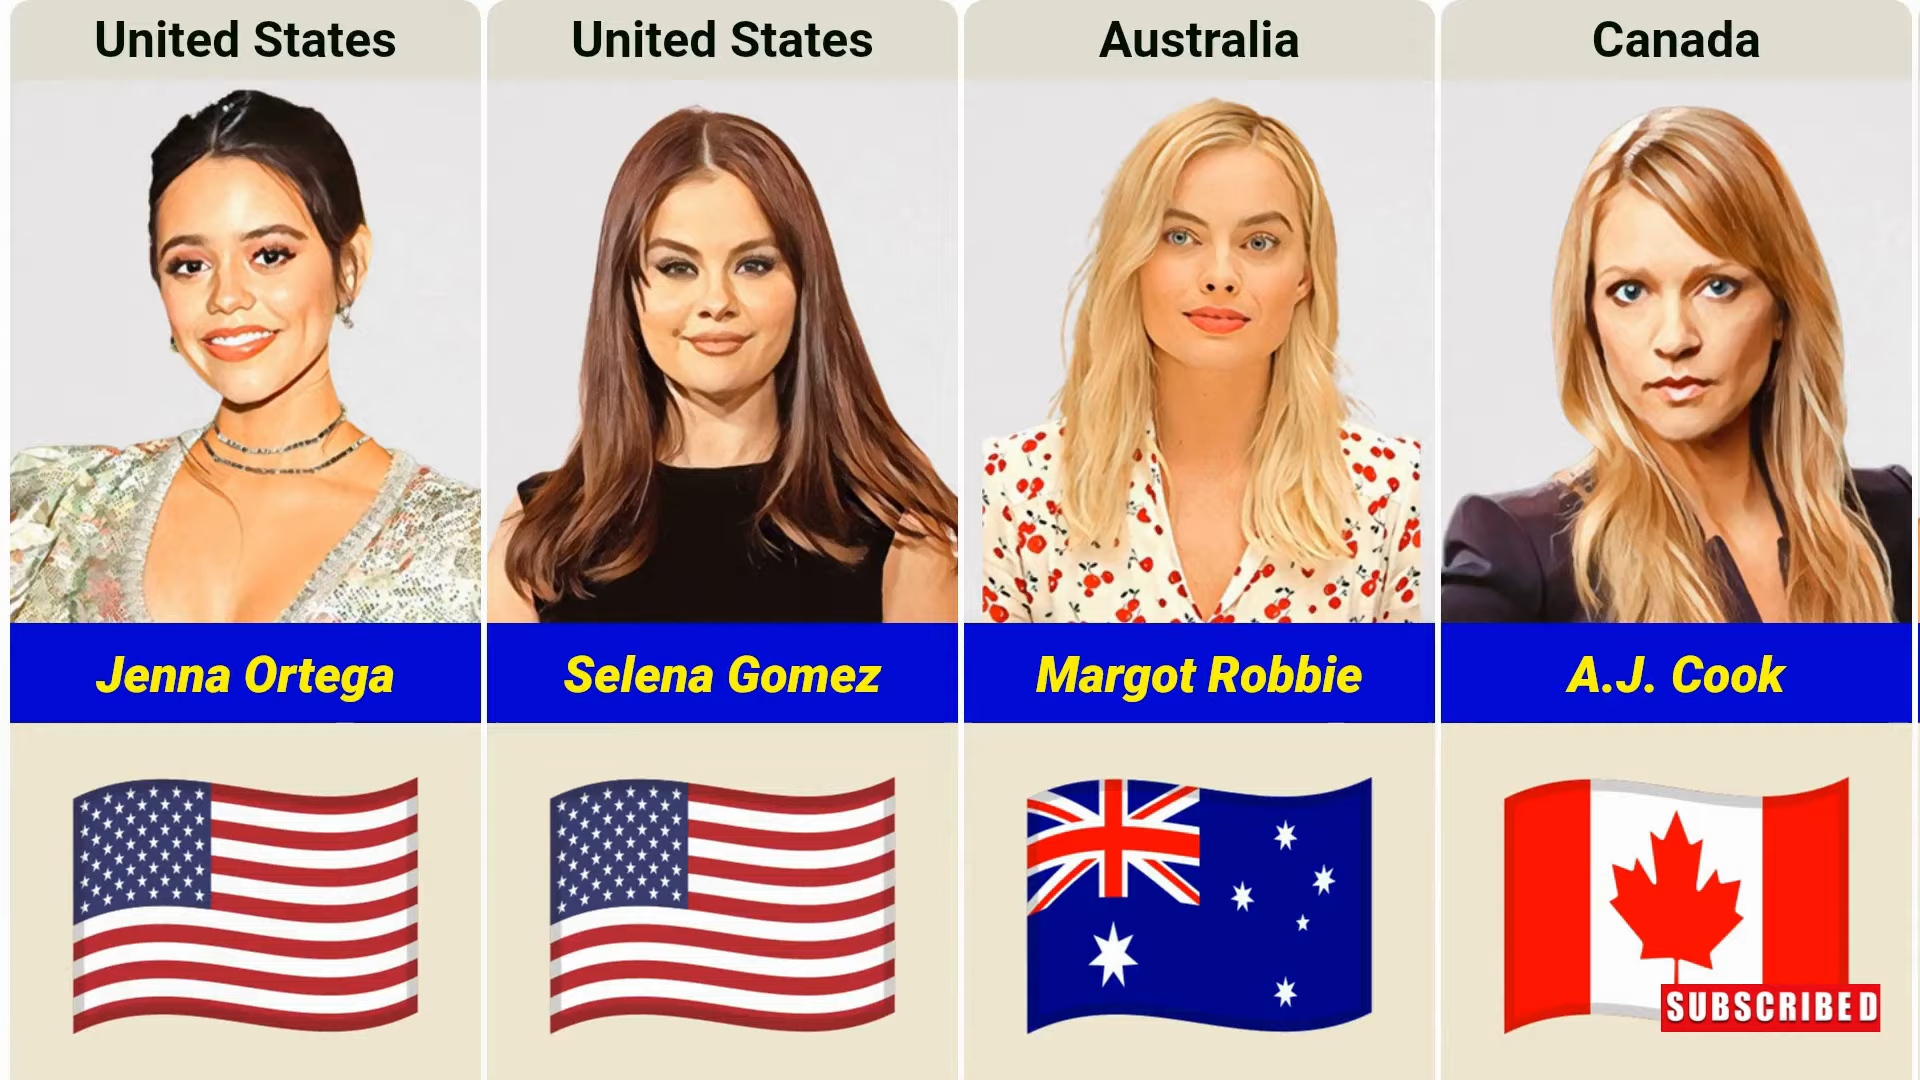 United States
United States
Australia
Canada
Jenna Ortega
Selena Gomez
Margot Robbie
A.J. Cook
SUBSCRIBED